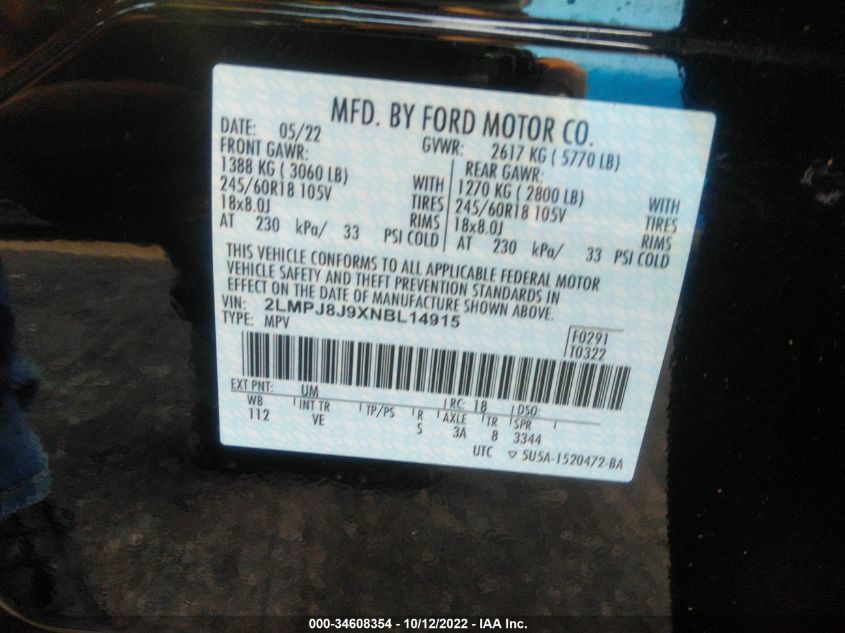 MFD. BY FORD MOTOR CO.
DATE: 05/22 GVWR: 2617 KG ( 5770 LB)
FRONT GAWR: REAR GAWR:
1388 KG ( 3060 LB) WITH 1270 KG ( 2800 LB) WITH
245/60R18 105V TIRES 245/60R18 105V TIRES
18x8.0J RIMS 18x8.0J RIMS
AT 230 kPa/ 33 PSI COLD AT 230 kPa/ 33 PSI COLD
THIS VEHICLE CONFORMS TO ALL APPLICABLE FEDERAL MOTOR
VEHICLE SAFETY AND THEFT PREVENTION STANDARDS IN
EFFECT ON THE DATE OF MANUFACTURE SHOWN ABOVE.
VIN: 2LMPJ8J9XNBL14915
TYPE: MPV
F0291
T0322
EXT PNT: UM RC: 18 DSO:
WB INT TR TP/PS R AXLE TR SPR
112 VE S 3A 8 3344
UTC ▽ 5U5A-1520472-BA
000-34608354 - 10/12/2022 - IAA Inc.